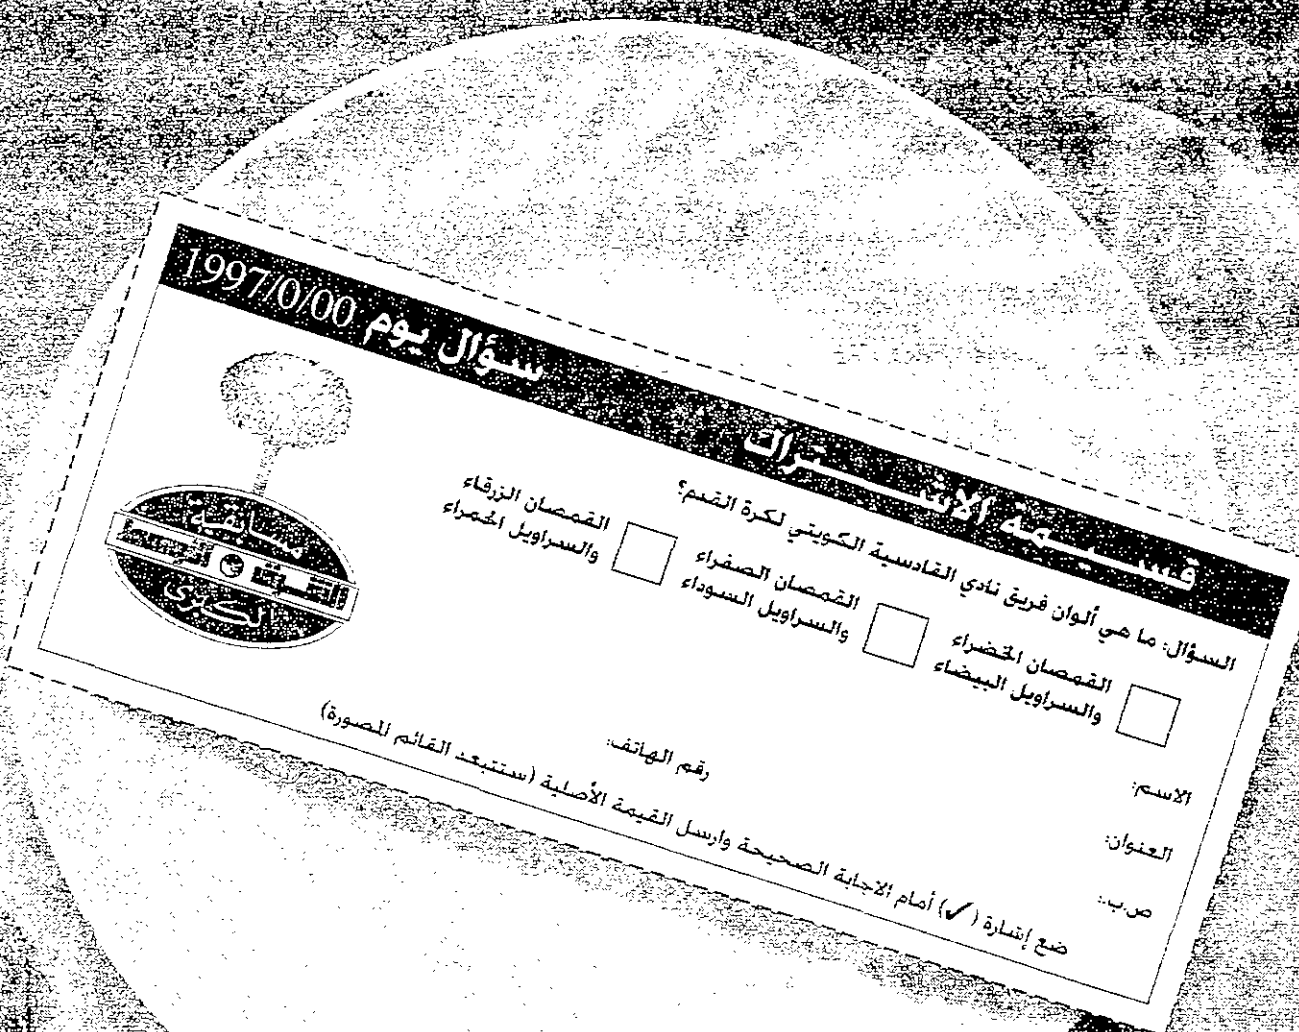 قسيمة الاشتراك
سؤال يوم 1997/0/00
السؤال: ما هي ألوان فريق نادي القادسية الكويتي لكرة القدم؟
القمصان الخضراء
والسراويل البيضاء
القمصان الصفراء
والسراويل السوداء
القمصان الزرقاء
والسراويل الحمراء
الاسم:
العنوان:
ص.ب.:
رقم الهاتف:
ضع إشارة (✓) أمام الاجابة الصحيحة وارسل القيمة الأصلية (ستتبعد القائم المصورة)
مسابقة
الكبرى